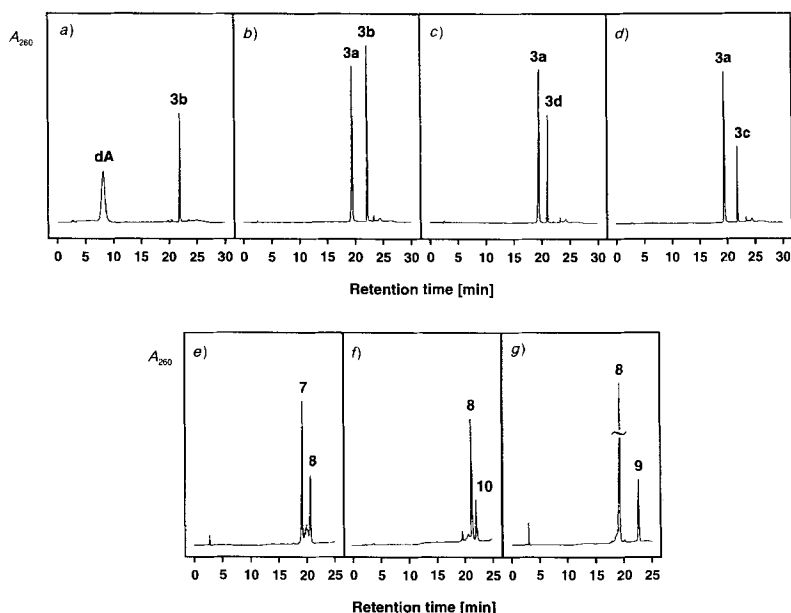 A260
a)
dA
3b
0 5 10 15 20 25 30
b)
3a
3b
0 5 10 15 20 25 30
c)
3a
3d
0 5 10 15 20 25 30
d)
3a
3c
0 5 10 15 20 25 30
Retention time [min]
A260
e)
7
8
0 5 10 15 20 25
f)
8
10
0 5 10 15 20 25
g)
8
9
0 5 10 15 20 25
Retention time [min]